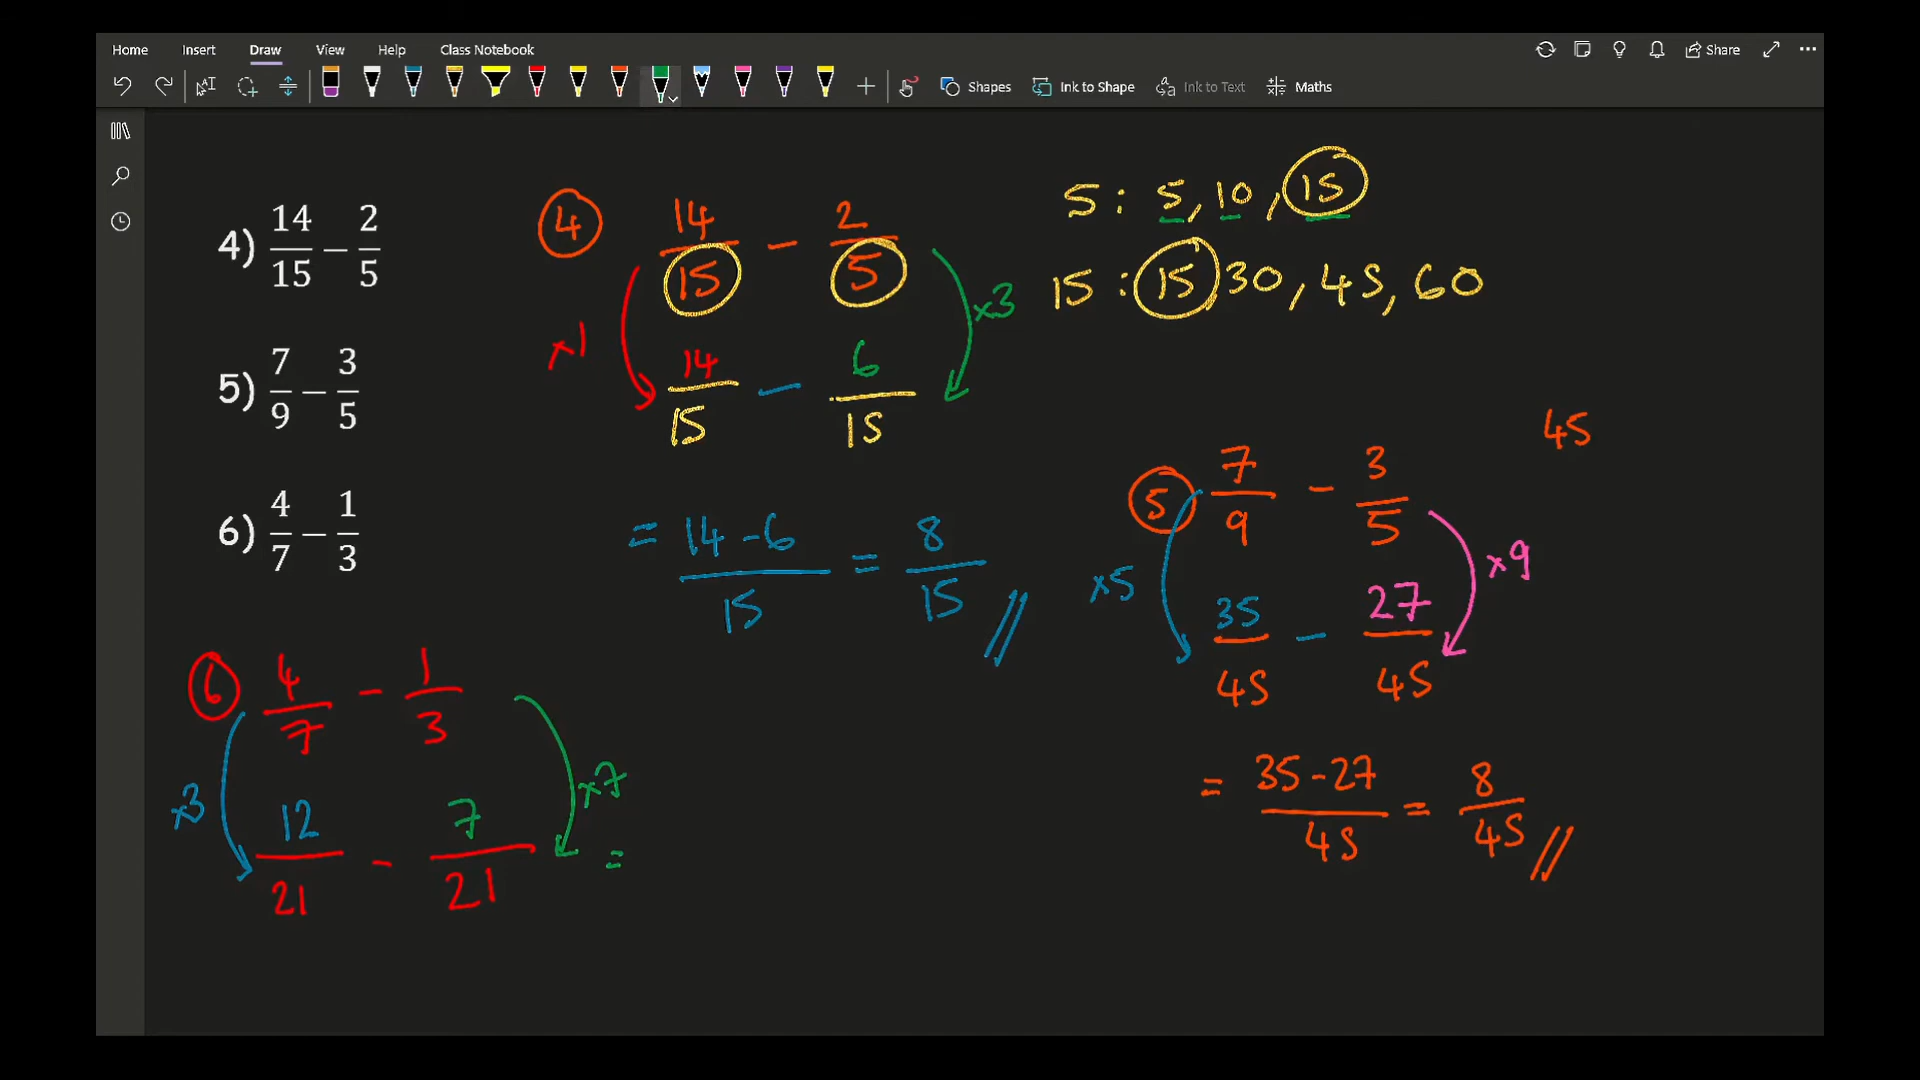 Home Insert Draw View Help Class Notebook Share
Shapes Ink to Shape Ink to Text Maths
4) 14/15 − 2/5
5) 7/9 − 3/5
6) 4/7 − 1/3
4 14/15 − 2/5
×1 ×3
14/15 − 6/15
= 14-6/15 = 8/15
5 : 5, 10, 15
15 : 15 30, 45, 60
45
5 7/9 − 3/5
×5 ×9
35/45 − 27/45
= 35-27/45 = 8/45
6 4/7 − 1/3
×3 ×7
12/21 − 7/21 =